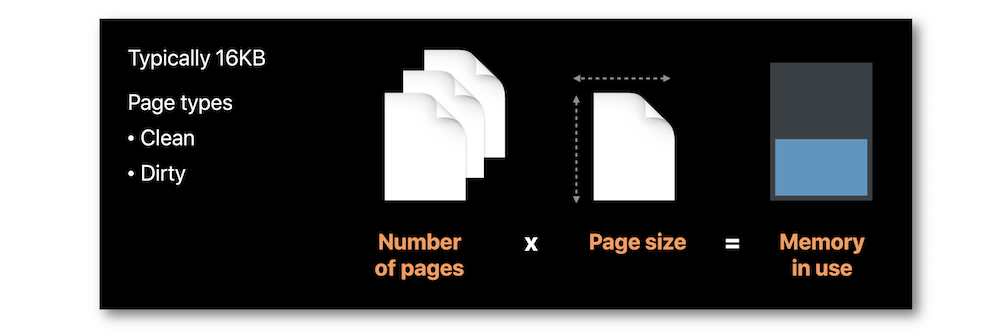 Typically 16KB
Page types
• Clean
• Dirty
Number
of pages
x
Page size
=
Memory
in use